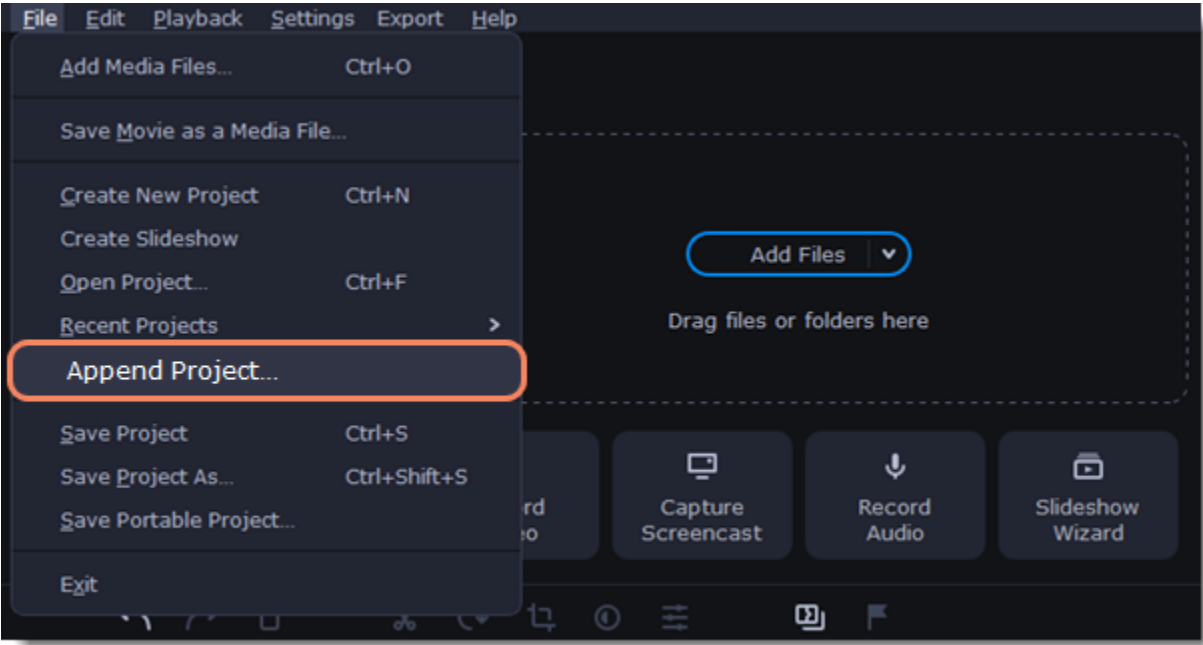 File Edit Playback Settings Export Help
Add Media Files... Ctrl+O
Save Movie as a Media File...
Create New Project Ctrl+N
Create Slideshow
Open Project... Ctrl+F
Recent Projects
Append Project...
Save Project Ctrl+S
Save Project As... Ctrl+Shift+S
Save Portable Project...
Exit
Add Files
Drag files or folders here
Capture
Screencast
Record
Audio
Slideshow
Wizard